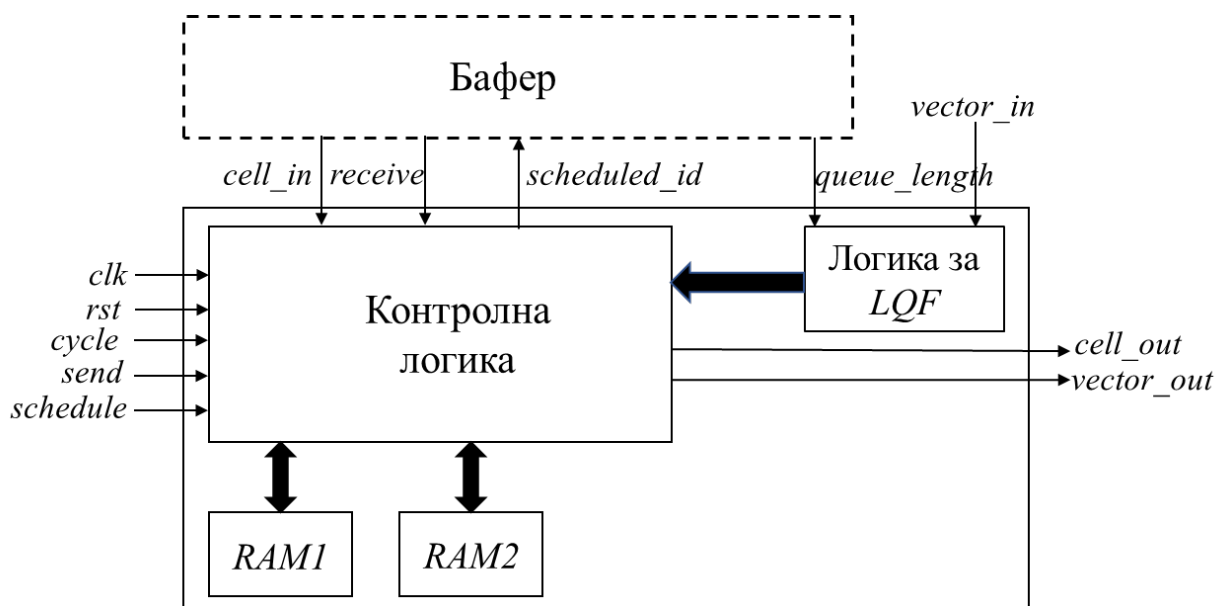 Бафер
vector_in
cell_in receive scheduled_id queue_length
clk
rst
cycle
send
schedule
Контролна
логика
Логика за
LQF
cell_out
vector_out
RAM1 RAM2